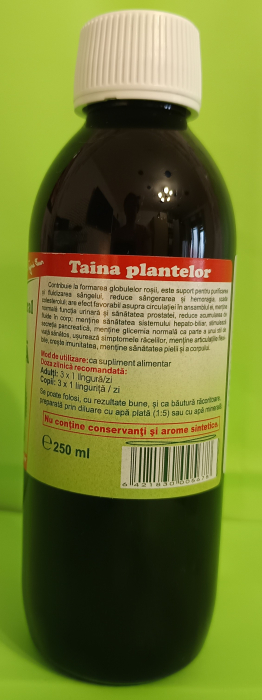 Taina plantelor
Contribuie la formarea globulelor roșii, este suport pentru purificarea
și fluidizarea sângelui, reduce sângerarea și hemoragia, scade
colesterolul; are efect favorabil asupra circulației în ansamblul ei, menține
normală funcția urinară și sănătatea prostatei, reduce acumularea de
fluide în corp; menține sănătatea sistemului hepato-biliar, stimulează
secreția pancreatică, menține glicemia normală ca parte a
vieții sănătos, ușurează simptomele răcelilor, menține articulațiile
crește imunitatea, menține sănătatea pielii și a corpului.
Mod de utilizare: ca supliment alimentar
Doza zilnică recomandată:
Adulți: 3 x 1 lingură/zi
Copii: 3 x 1 linguriță / zi
Se poate folosi, cu rezultate bune, și ca băutură răcoritoare,
preparată prin diluare cu apă plată (1:5) sau cu apă minerală
Nu conține conservanți și arome sintetice
℮250 ml
ml